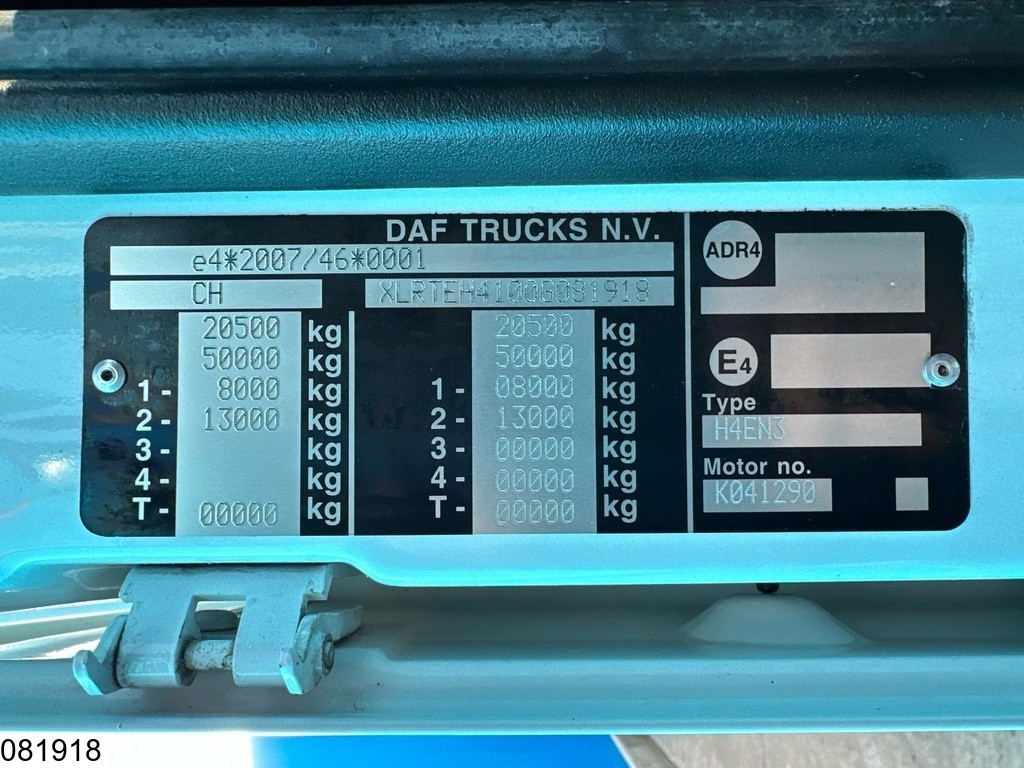 DAF TRUCKS N.V.
e4*2007/46*0001
CH XLRTEH4100G081918
20500 kg 20500 kg
50000 kg 50000 kg
1- 8000 kg 1- 08000 kg
2- 13000 kg 2- 13000 kg
3- kg 3- 00000 kg
4- kg 4- 00000 kg
T- 00000 kg T- 00000 kg
ADR4
E4
Type
H4EN3
Motor no.
K041290
081918